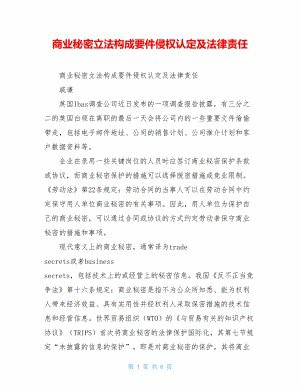 商业秘密立法构成要件侵权认定及法律责任
商业秘密立法构成要件侵权认定及法律责任
戚谦
英国Ibas调查公司近日发布的一项调查报告披露，有三分之
二的英国白领在离职的最后一天会将公司内的一些重要文件偷偷
带走，包括电子邮件地址、公司的销售计划、公司推介计划和客
户数据资料等。
企业在录用一些关键岗位的人员时应签订商业秘密保护条款
或协议，而商业秘密保护的措施可以选择脱密措施或竞业限制。
《劳动法》第22条规定：劳动合同的当事人可以在劳动合同中约
定保守用人单位商业秘密的有关事项。因此，用人单位为保护自
己的商业秘密，可以通过合同或协议的方式约定劳动者保守商业
秘密的措施和事项。
现代意义上的商业秘密，通常译为trade
secrets或者business
secrets，包括技术上的或经营上的秘密信息。我国《反不正当竞
争法》第十六条规定：商业秘密是指不为公众所知悉、能为权利
人带来经济效益、具有实用性并经权利人采取保密措施的技术信
息和经营信息。世界贸易组织（WTO）的《与贸易有关的知识产权
协议》（TRIPS）首次将商业秘密的法律保护国际化，其第七节规
定“未披露的信息的保护”，即是对商业秘密的保护。其将商业
第 1 页 共 6 页